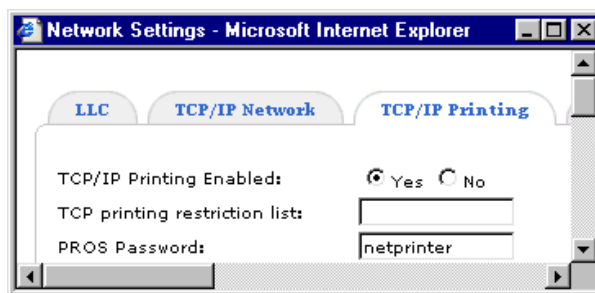 Network Settings - Microsoft Internet Explorer
LLC TCP/IP Network TCP/IP Printing
TCP/IP Printing Enabled: Yes No
TCP printing restriction list:
PROS Password: netprinter